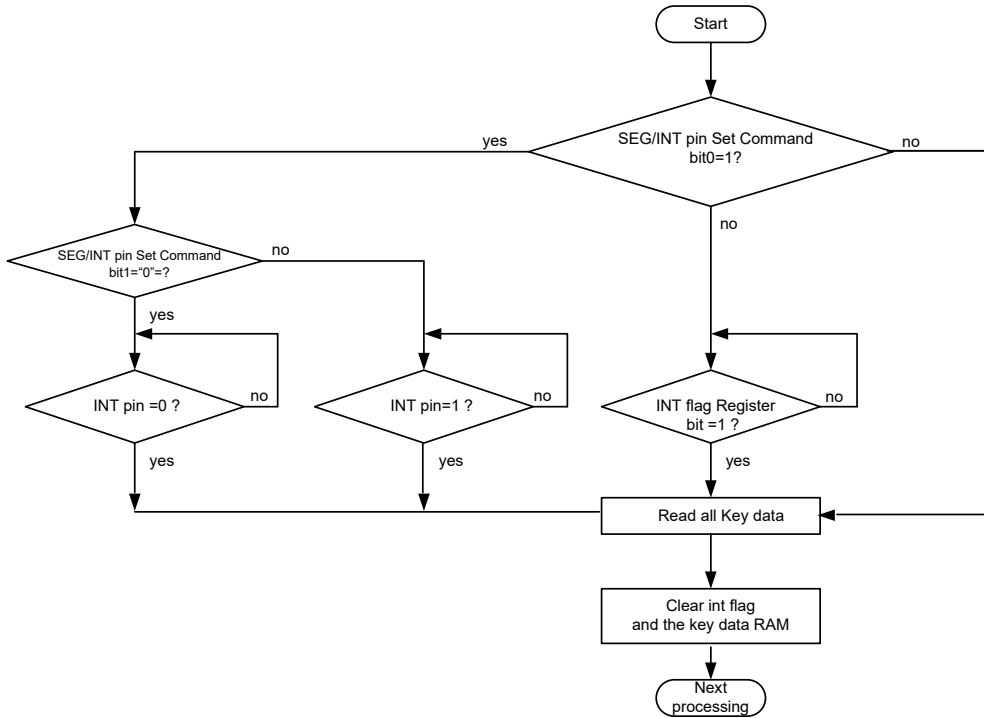 Start
SEG/INT pin Set Command
bit0=1?
yes
no
no
SEG/INT pin Set Command
bit1=“0”=?
no
yes
INT pin =0 ?
no
INT pin=1 ?
no
INT flag Register
bit =1 ?
no
yes
yes
yes
Read all Key data
Clear int flag
and the key data RAM
Next
processing